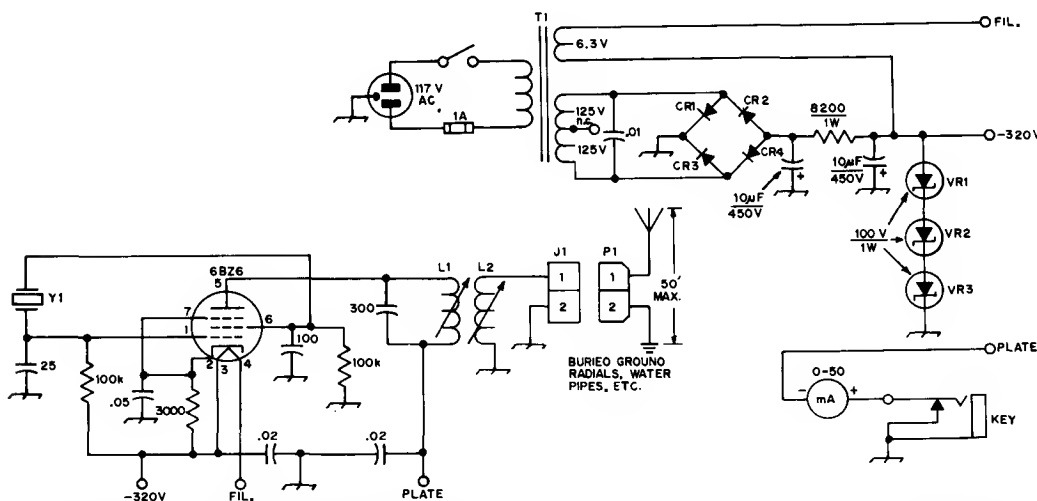 T1
FIL.
6.3V
117 V
AC.
1A
125V
n.c.
125V
.01
CR1
CR2
CR3
CR4
8200
1W
-320V
10µF
450V
10µF
450V
VR1
100 V
1W
VR2
VR3
6BZ6
5
7
1
6
2
3
4
Y1
25
100k
.05
3000
100
100k
300
L1
L2
J1
1
2
P1
1
2
50'
MAX.
BURIED GROUND
RADIALS, WATER
PIPES, ETC.
.02
.02
-320V
FIL.
PLATE
PLATE
0-50
- mA +
KEY